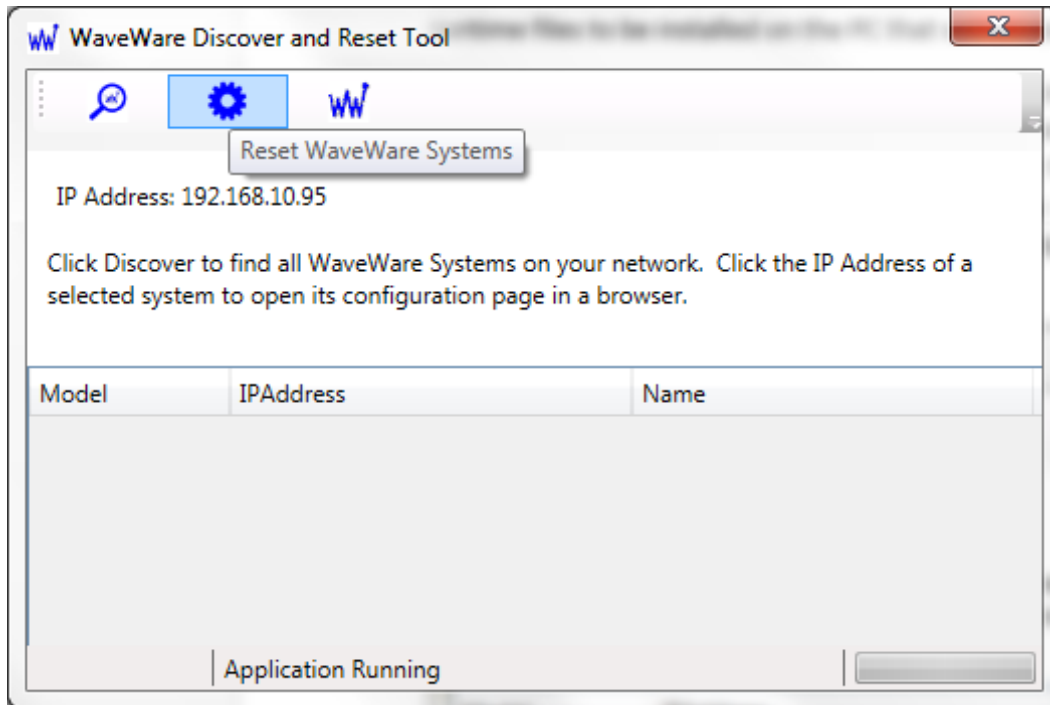 WaveWare Discover and Reset Tool
Reset WaveWare Systems
IP Address: 192.168.10.95
Click Discover to find all WaveWare Systems on your network.  Click the IP Address of a
selected system to open its configuration page in a browser.
Model IPAddress Name
Application Running